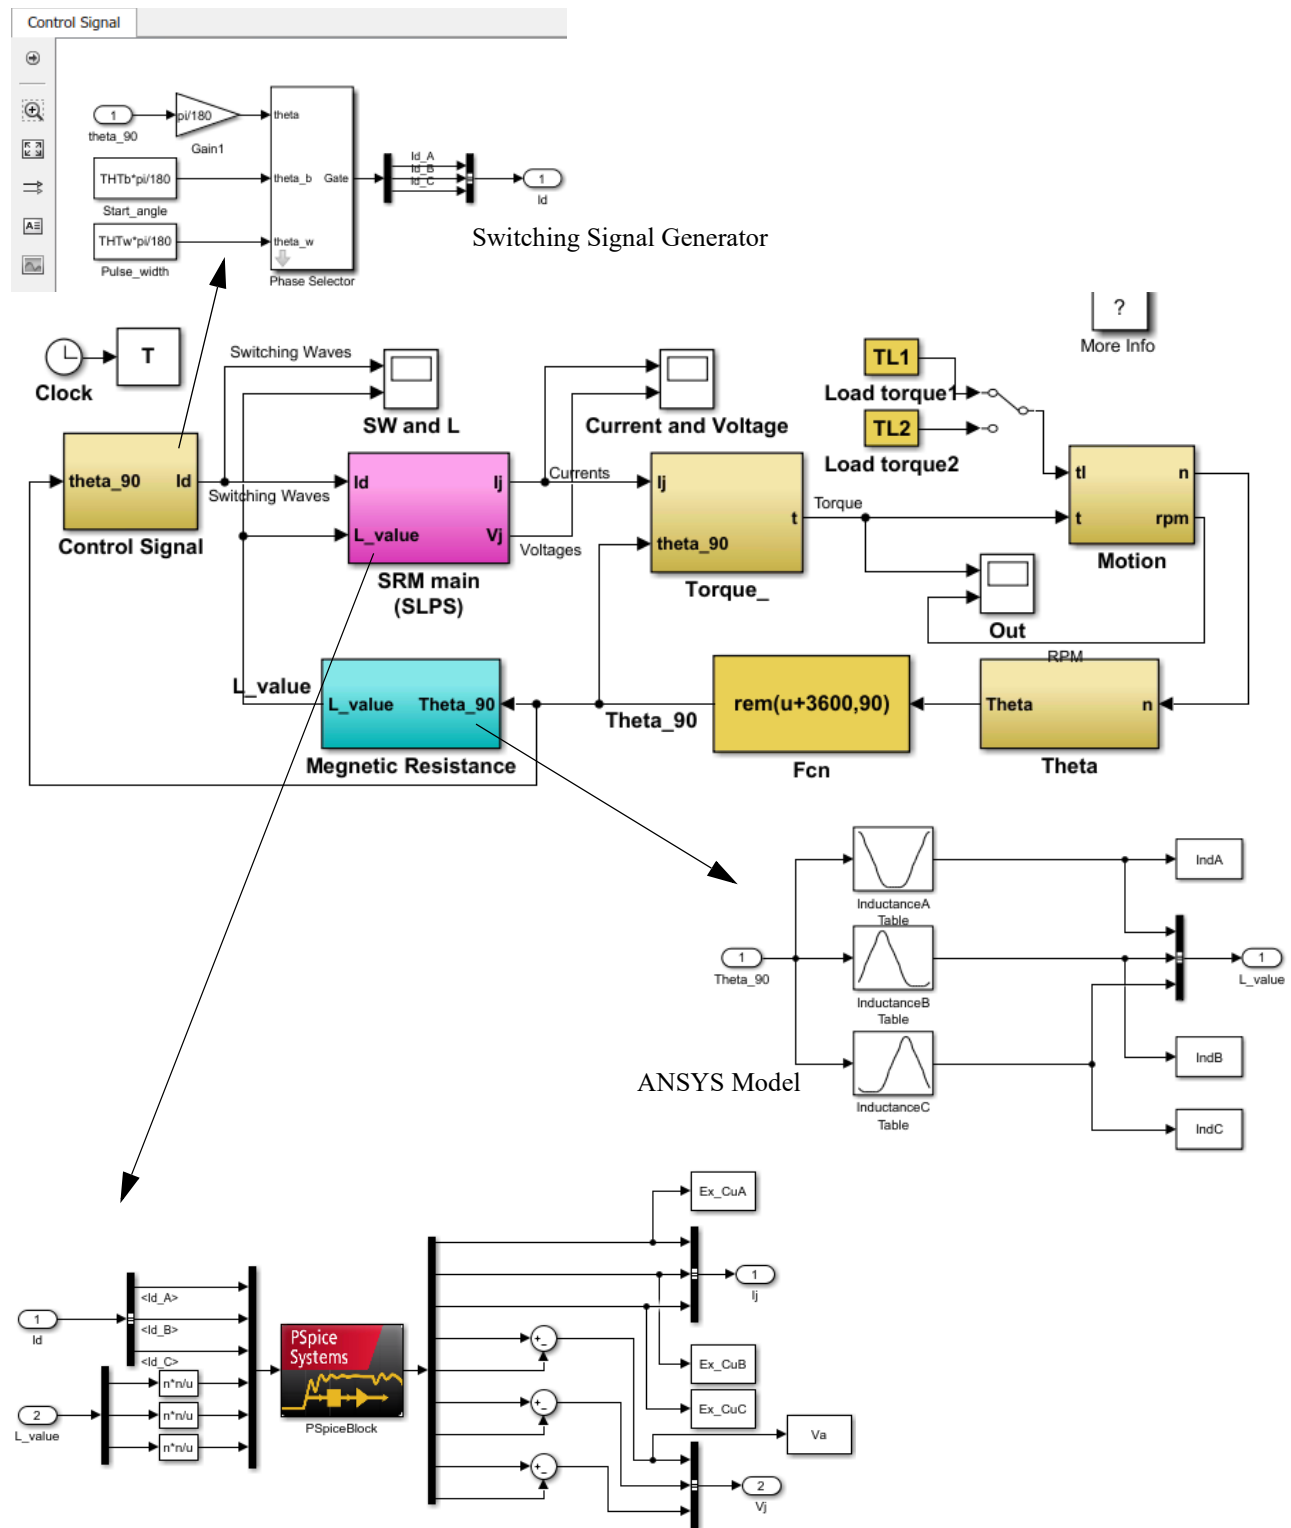 Control Signal
1
theta_90
pi/180
Gain1
THTb*pi/180
Start_angle
THTw*pi/180
Pulse_width
theta
theta_b
Gate
theta_w
Phase Selector
Id_A
Id_B
Id_C
1
Id
Switching Signal Generator
?
More Info
Clock
T
Switching Waves
SW and L
Current and Voltage
TL1
Load torque1
TL2
Load torque2
theta_90
Id
Control Signal
Switching Waves
Id
Ij
L_value
Vj
SRM main
(SLPS)
Currents
Voltages
Ij
t
theta_90
Torque_
Torque
tl
n
t
rpm
Motion
Out
RPM
L_value
L_value
Theta_90
Megnetic Resistance
Theta_90
rem(u+3600,90)
Fcn
Theta
n
Theta
InductanceA
Table
IndA
1
Theta_90
InductanceB
Table
1
L_value
IndB
InductanceC
Table
IndC
ANSYS Model
Ex_CuA
1
Ij
1
Id
<Id_A>
<Id_B>
<Id_C>
2
L_value
n*n/u
n*n/u
n*n/u
PSpice
Systems
PSpiceBlock
+
−
+
−
+
−
Ex_CuB
Ex_CuC
Va
2
Vj